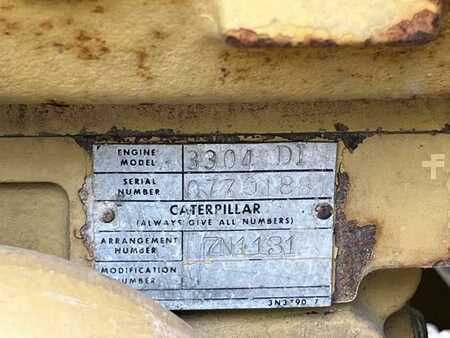 ENGINE MODEL 3304 DI
SERIAL NUMBER
CATERPILLAR
(ALWAYS GIVE ALL NUMBERS)
ARRANGEMENT NUMBER 7N1131
MODIFICATION NUMBER